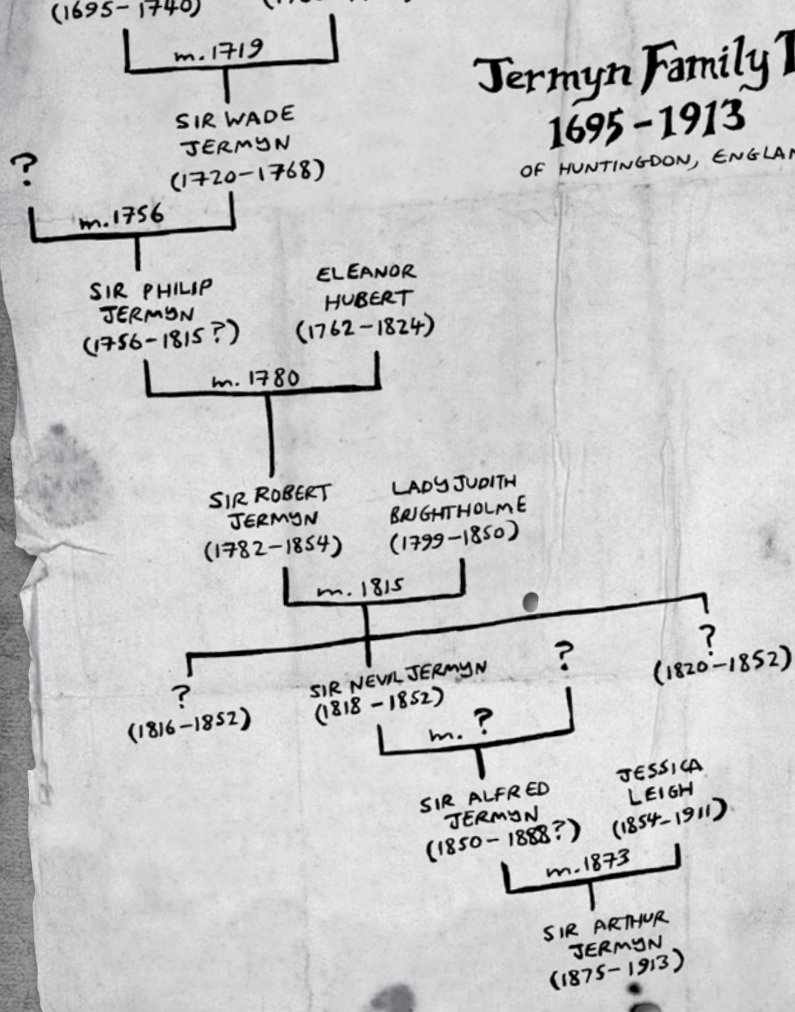 (1695-1740)
m. 1719
Jermyn Family
1695-1913
OF HUNTINGDON,
SIR WADE
JERMYN
(1720-1768)
?
m. 1756
SIR PHILIP
JERMYN
(1756-1815?)
ELEANOR
HUBERT
(1762-1824)
m. 1780
SIR ROBERT
JERMYN
(1782-1854)
LADY JUDITH
BRIGHTHOLME
(1799-1850)
m. 1815
?
(1816-1852)
SIR NEVIL JERMYN
(1818-1852)
?
?
(1820-1852)
m. ?
SIR ALFRED
JERMYN
(1850-1888?)
JESSICA
LEIGH
(1854-1911)
m. 1873
SIR ARTHUR
JERMYN
(1875-1913)